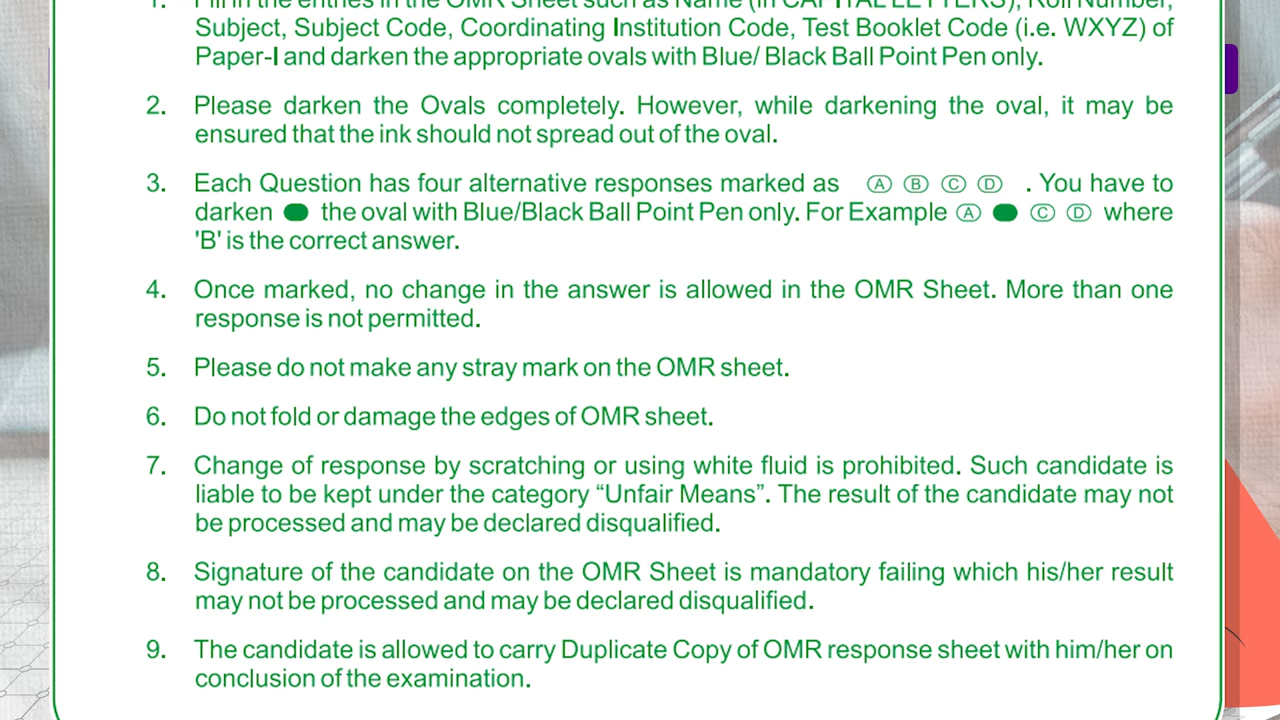 1. Fill in the entries in the OMR Sheet such as Name (in CAPITAL LETTERS), Roll Number,
Subject, Subject Code, Coordinating Institution Code, Test Booklet Code (i.e. WXYZ) of
Paper-I and darken the appropriate ovals with Blue/ Black Ball Point Pen only.
2. Please darken the Ovals completely. However, while darkening the oval, it may be
ensured that the ink should not spread out of the oval.
3. Each Question has four alternative responses marked as Ⓐ Ⓑ Ⓒ Ⓓ . You have to
darken ⬬ the oval with Blue/Black Ball Point Pen only. For Example Ⓐ ⬬ Ⓒ Ⓓ where
'B' is the correct answer.
4. Once marked, no change in the answer is allowed in the OMR Sheet. More than one
response is not permitted.
5. Please do not make any stray mark on the OMR sheet.
6. Do not fold or damage the edges of OMR sheet.
7. Change of response by scratching or using white fluid is prohibited. Such candidate is
liable to be kept under the category “Unfair Means”. The result of the candidate may not
be processed and may be declared disqualified.
8. Signature of the candidate on the OMR Sheet is mandatory failing which his/her result
may not be processed and may be declared disqualified.
9. The candidate is allowed to carry Duplicate Copy of OMR response sheet with him/her on
conclusion of the examination.